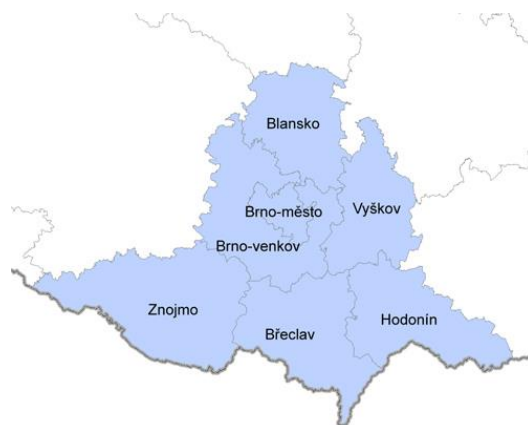 Blansko
Brno-město
Vyškov
Brno-venkov
Znojmo
Břeclav
Hodonín